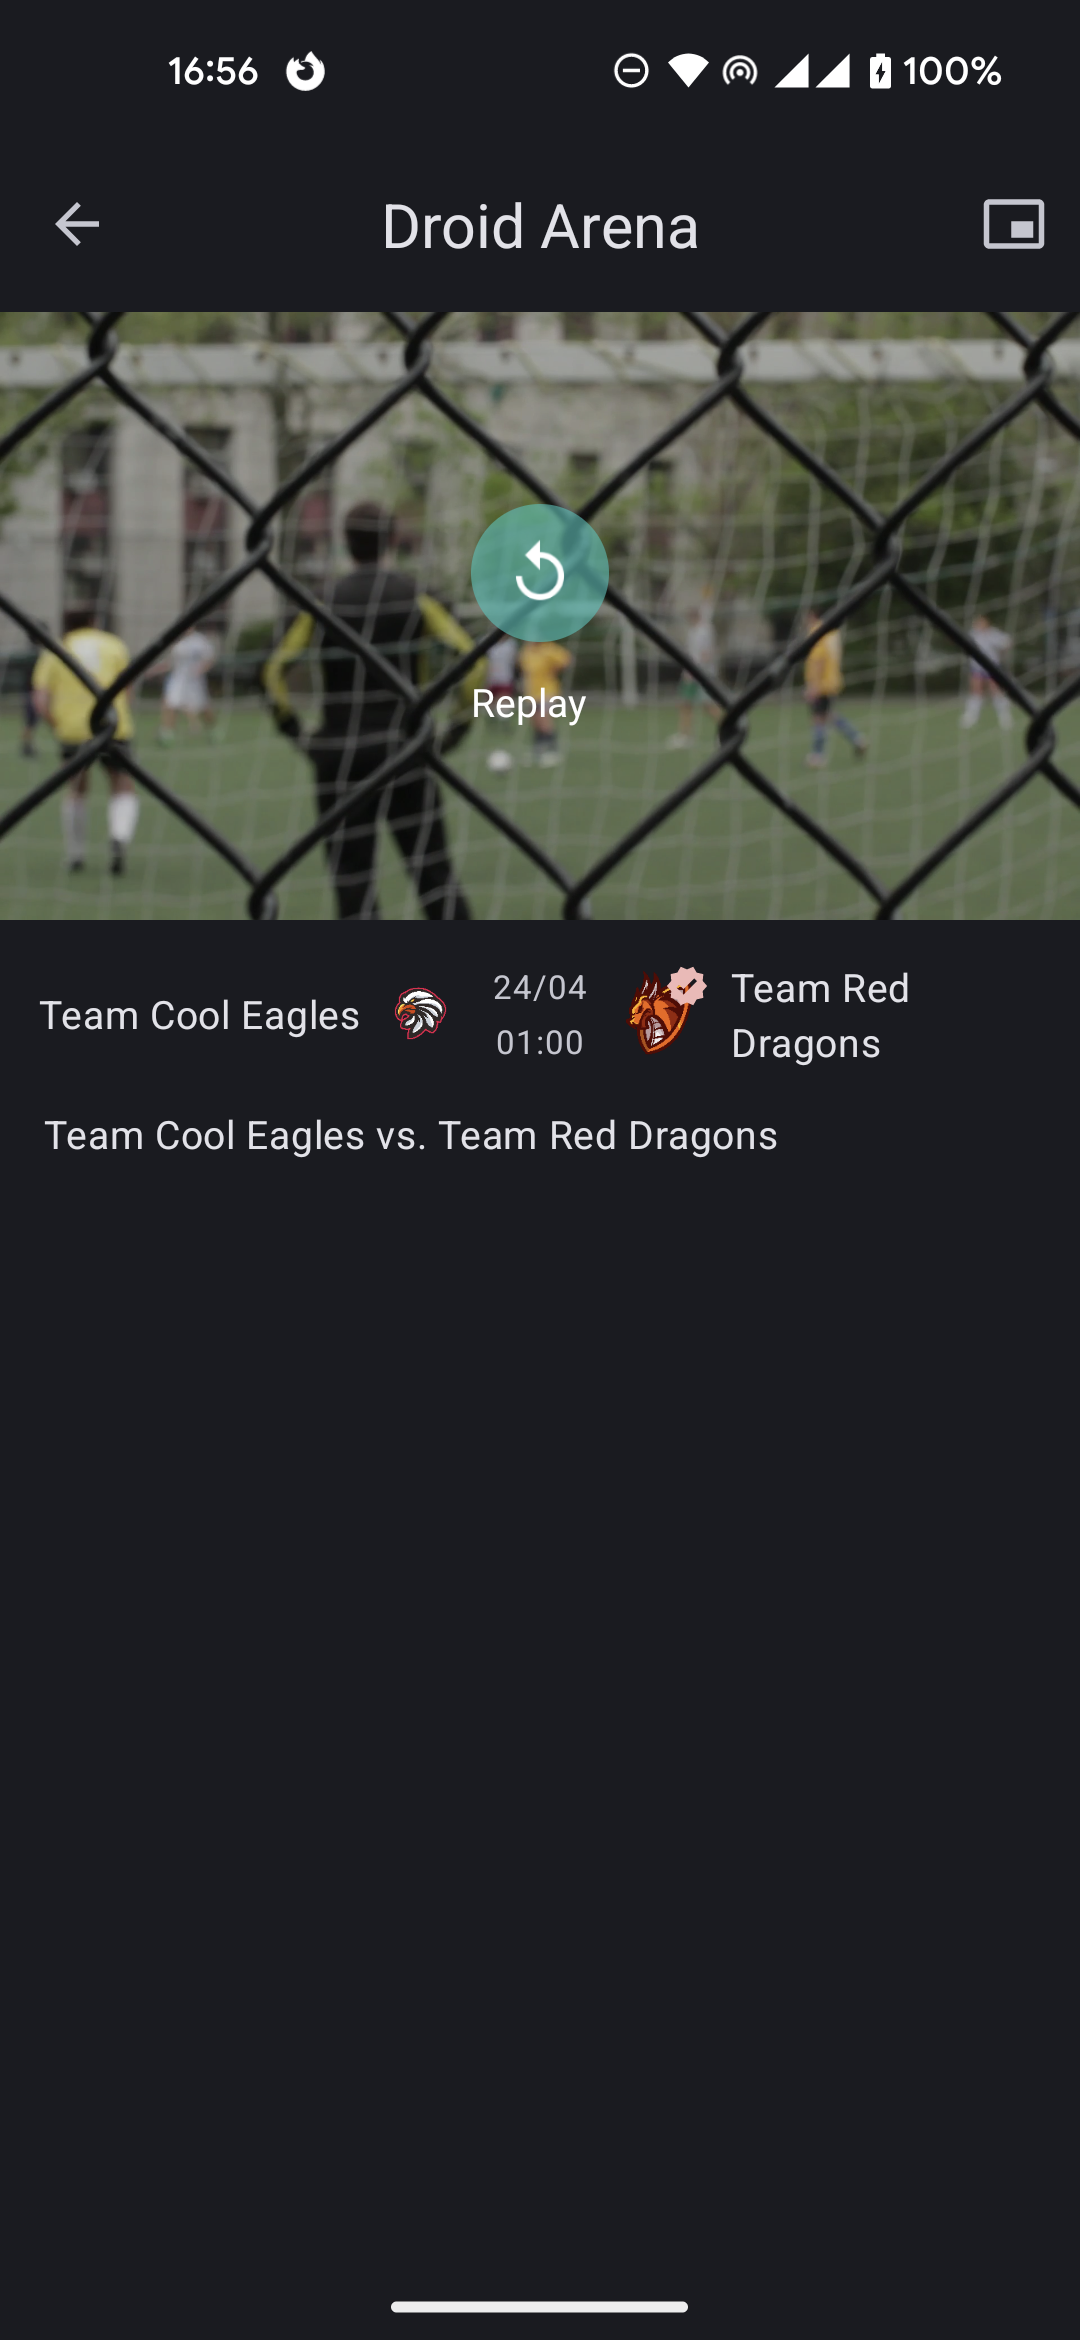 16:56
100%
Droid Arena
Replay
Team Cool Eagles
24/04
01:00
Team Red
Dragons
Team Cool Eagles vs. Team Red Dragons